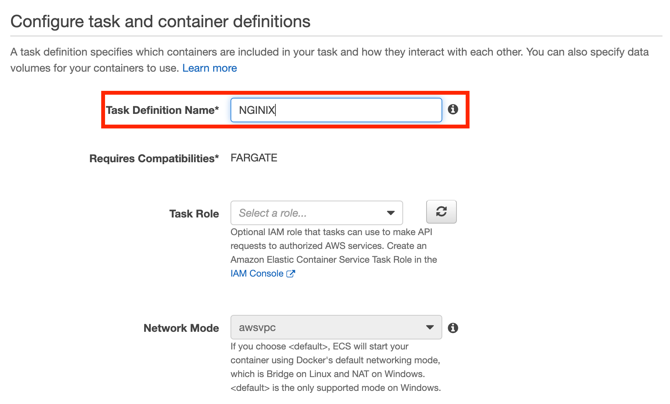 Configure task and container definitions
A task definition specifies which containers are included in your task and how they interact with each other. You can also specify data
volumes for your containers to use. Learn more
Task Definition Name* NGINIX
Requires Compatibilities* FARGATE
Task Role Select a role...
Optional IAM role that tasks can use to make API
requests to authorized AWS services. Create an
Amazon Elastic Container Service Task Role in the
IAM Console
Network Mode awsvpc
If you choose <default>, ECS will start your
container using Docker's default networking mode,
which is Bridge on Linux and NAT on Windows.
<default> is the only supported mode on Windows.